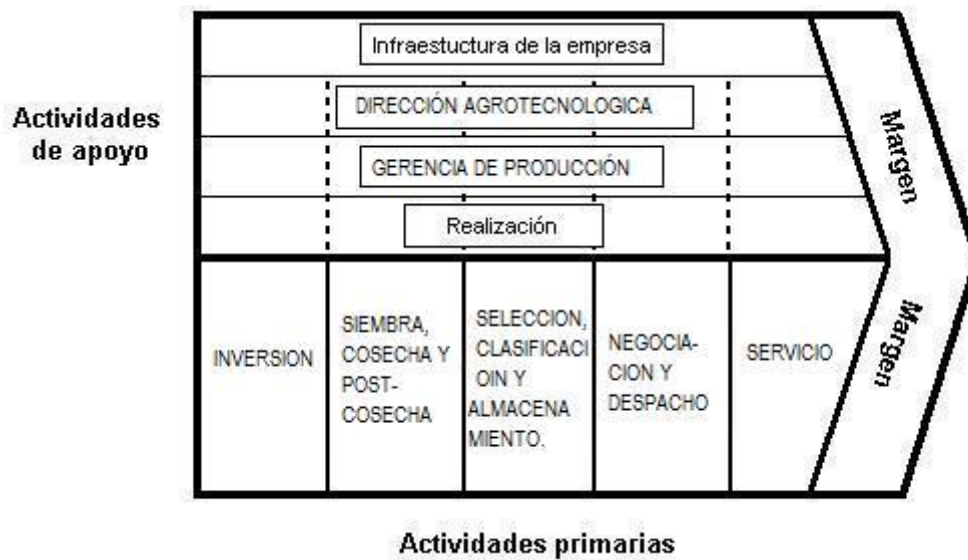 Infraestuctura de la empresa
DIRECCIÓN AGROTECNOLOGICA
Actividades
de apoyo
GERENCIA DE PRODUCCIÓN
Realización
Margen
Margen
INVERSION
SIEMBRA,
COSECHA Y
POST-
COSECHA
SELECCION,
CLASIFICACI
OIN Y
ALMACENA
MIENTO.
NEGOCIA-
CION Y
DESPACHO
SERVICIO
Actividades primarias